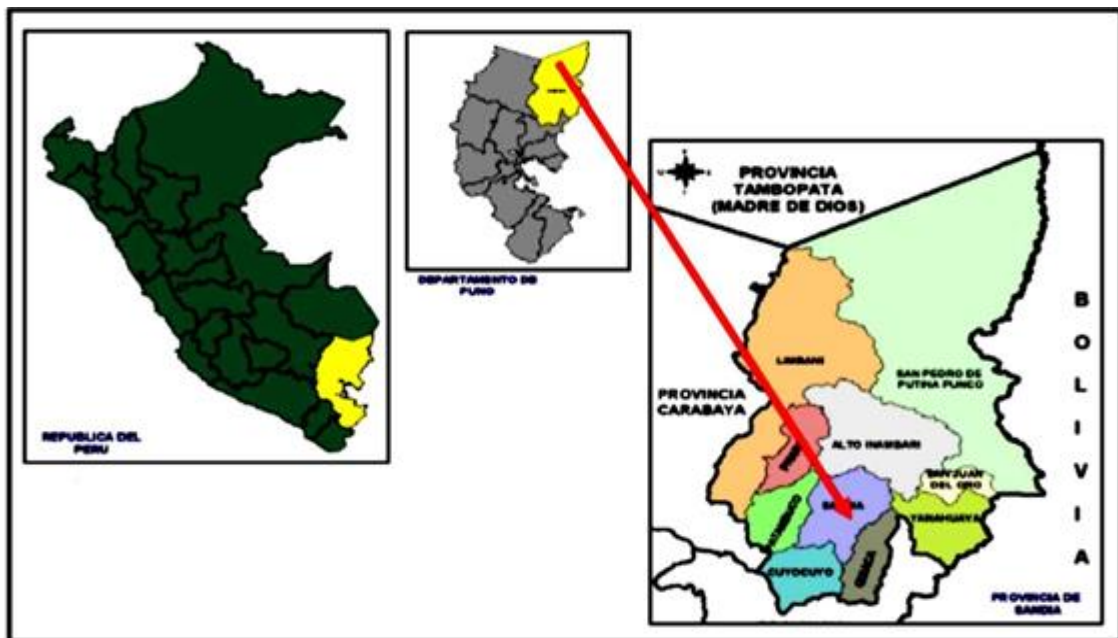 REPUBLICA DEL
PERU
DEPARTAMENTO DE
PUNO
PROVINCIA
TAMBOPATA
(MADRE DE DIOS)
LIMBANI
SAN PEDRO DE
PUTINA PUNCO
PROVINCIA
CARABAYA
ALTO INAMBARI
SAN JUAN
DEL ORO
YANAHUAYA
CUYOCUYO
BOLIVIA
PROVINCIA DE
SANDIA